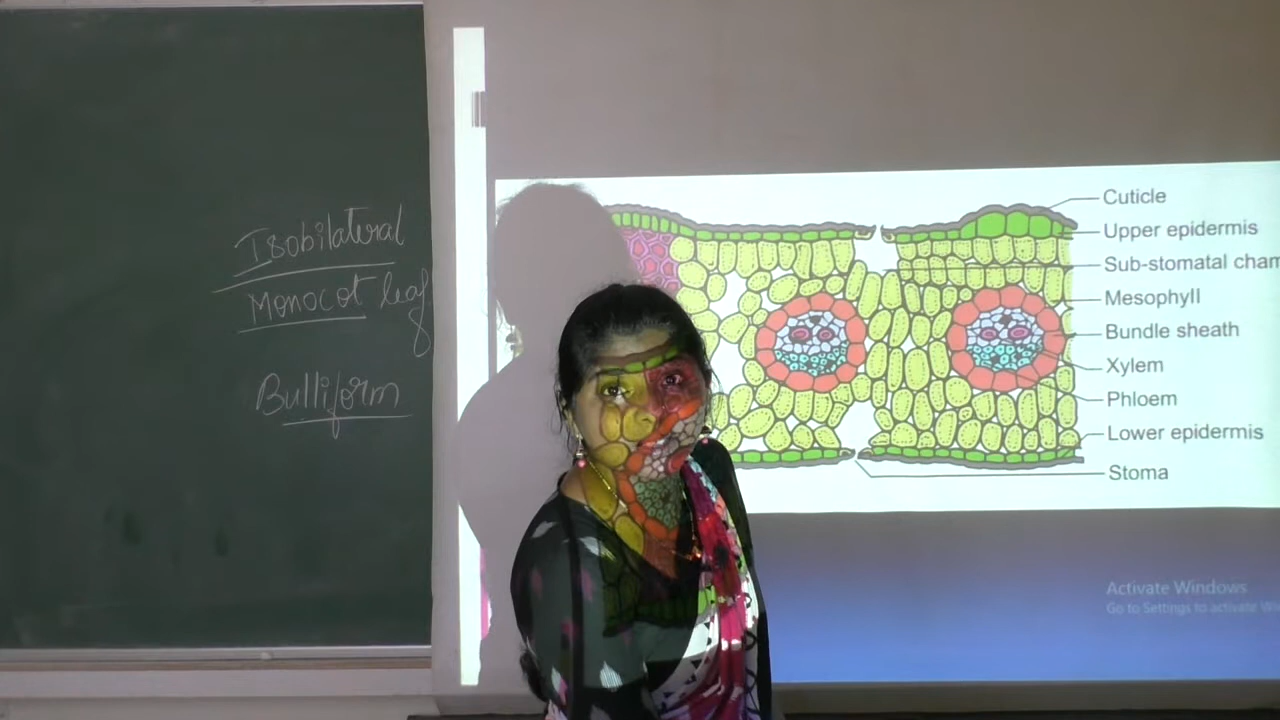 Isobilateral
Monocot leaf
Bulliform
Cuticle
Upper epidermis
Sub-stomatal cham
Mesophyll
Bundle sheath
Xylem
Phloem
Lower epidermis
Stoma
Activate Windows
Go to Settings to activate Wi